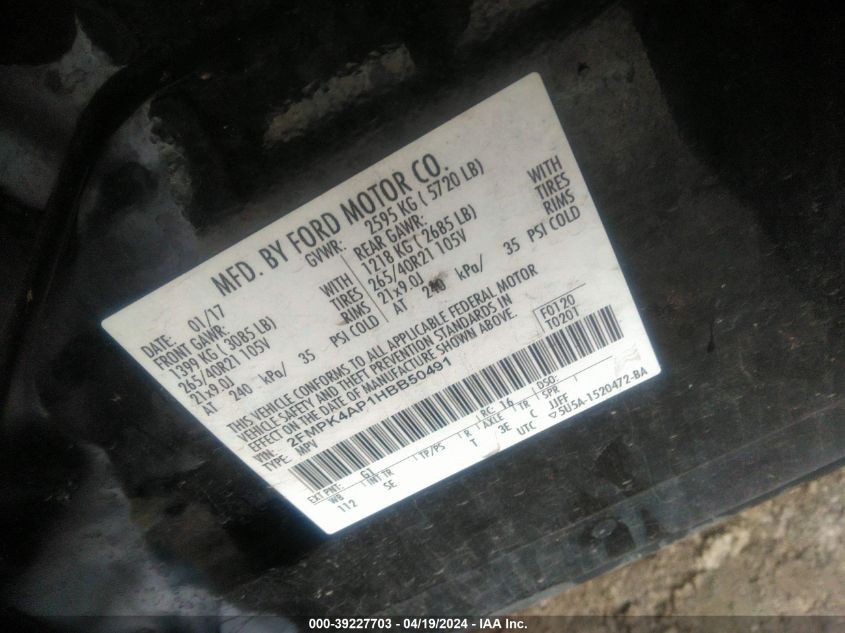 MFD. BY FORD MOTOR CO.
DATE: 01/17 GVWR: 2595 KG ( 5720 LB)
FRONT GAWR: REAR GAWR:
1399 KG ( 3085 LB) WITH 1218 KG ( 2685 LB) WITH
265/40R21 105V TIRES 265/40R21 105V TIRES
21x9.0J RIMS 21x9.0J RIMS
AT 240 kPa/ 35 PSI COLD AT 240 kPa/ 35 PSI COLD
THIS VEHICLE CONFORMS TO ALL APPLICABLE FEDERAL MOTOR
VEHICLE SAFETY AND THEFT PREVENTION STANDARDS IN
EFFECT ON THE DATE OF MANUFACTURE SHOWN ABOVE.
VIN: 2FMPK4AP1HBB50491 F0120
TYPE: MPV T0201
EXT PNT: G1 RC: 16 DSO:
WB INT TR TP/PS R AXLE TR SPR
112 SE T 3E C JJFF
UTC ▽5U5A-1520472-BA
000-39227703 - 04/19/2024 - IAA Inc.